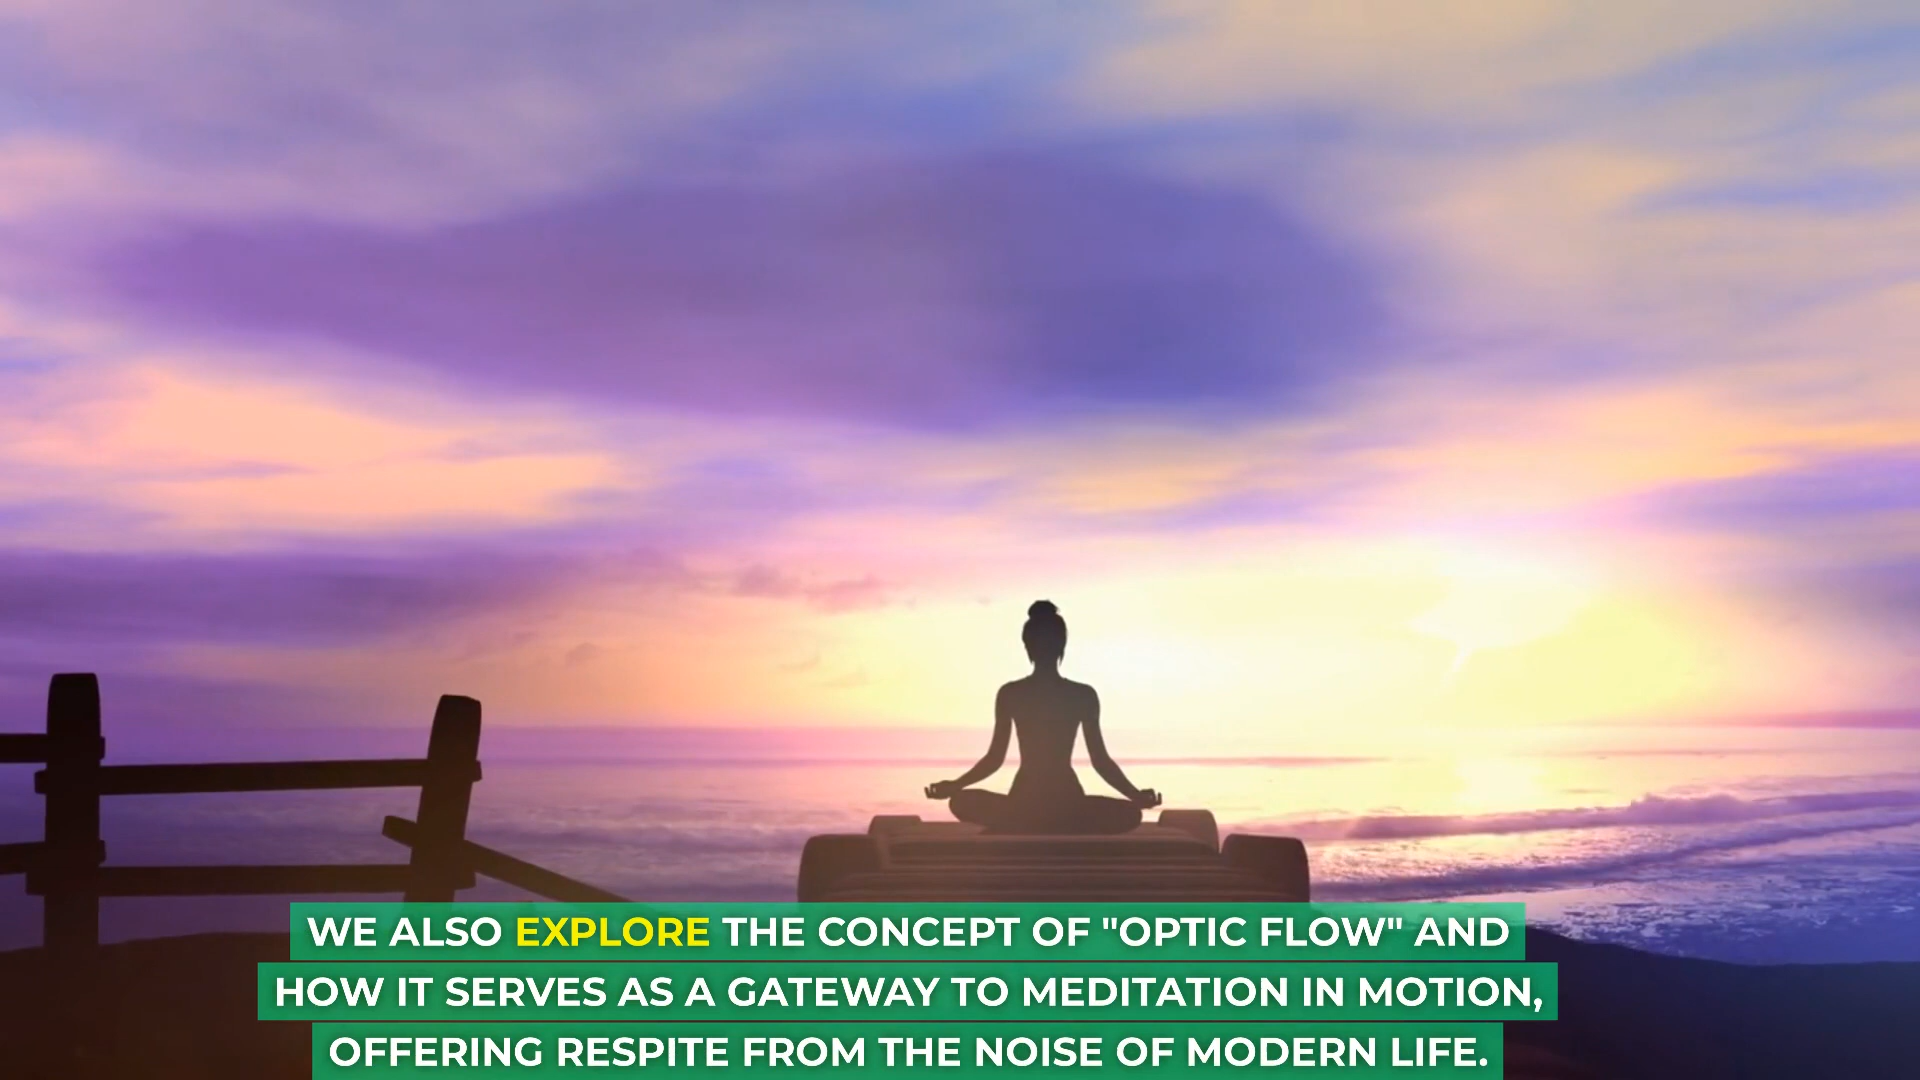 WE ALSO EXPLORE THE CONCEPT OF "OPTIC FLOW" AND
HOW IT SERVES AS A GATEWAY TO MEDITATION IN MOTION,
OFFERING RESPITE FROM THE NOISE OF MODERN LIFE.